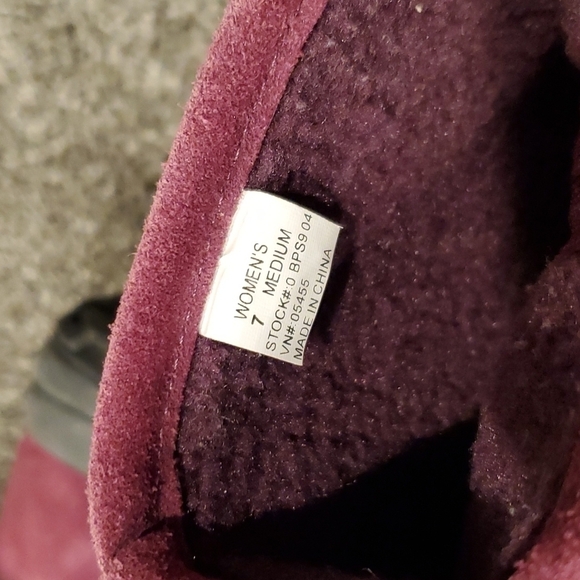 WOMEN'S
7 MEDIUM
STOCK#:0 BPS9 04
VN#:05455
MADE IN CHINA